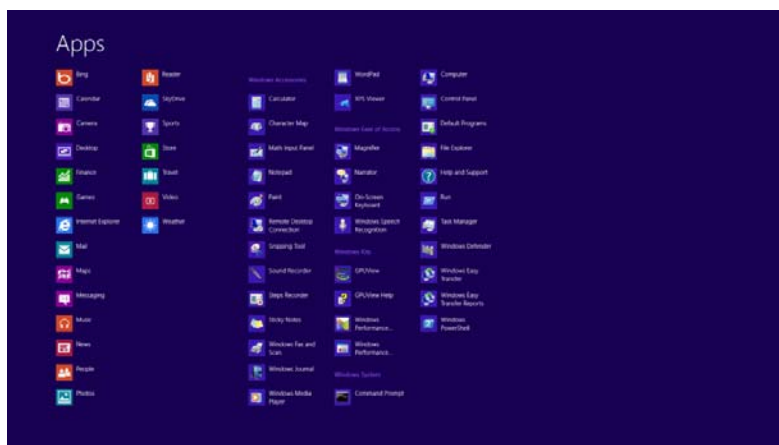 Apps
Bing
Calendar
Camera
Desktop
Finance
Games
Internet Explorer
Mail
Maps
Messaging
Music
News
People
Photos
Reader
SkyDrive
Sports
Store
Travel
Video
Weather
Windows Accessories
Calculator
Character Map
Math Input Panel
Notepad
Paint
Remote Desktop
Connection
Snipping Tool
Sound Recorder
Steps Recorder
Sticky Notes
Windows Fax and
Scan
Windows Journal
Windows Media
Player
WordPad
XPS Viewer
Windows Ease of Access
Magnifier
Narrator
On-Screen
Keyboard
Windows Speech
Recognition
Windows Kits
GPUView
GPUView Help
Windows
Performance...
Windows
Performance...
Windows System
Command Prompt
Computer
Control Panel
Default Programs
File Explorer
Help and Support
Run
Task Manager
Windows Defender
Windows Easy
Transfer
Windows Easy
Transfer Reports
Windows
PowerShell